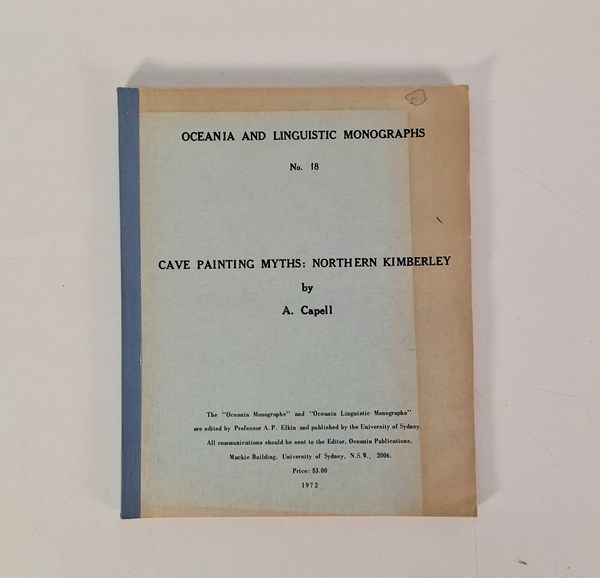 OCEANIA AND LINGUISTIC MONOGRAPHS
No. 18
CAVE PAINTING MYTHS: NORTHERN KIMBERLEY
by
A. Capell
The "Oceania Monographs" and "Oceania Linguistic Monographs"
are edited by Professor A. P. Elkin and published by the University of Sydney.
All communications should be sent to the Editor, Oceania Publications,
Mackie Building, University of Sydney, N.S.W., 2006.
Price: $3.00
1972